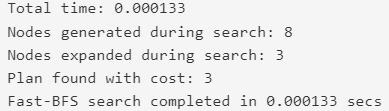 Total time: 0.000133
Nodes generated during search: 8
Nodes expanded during search: 3
Plan found with cost: 3
Fast-BFS search completed in 0.000133 secs